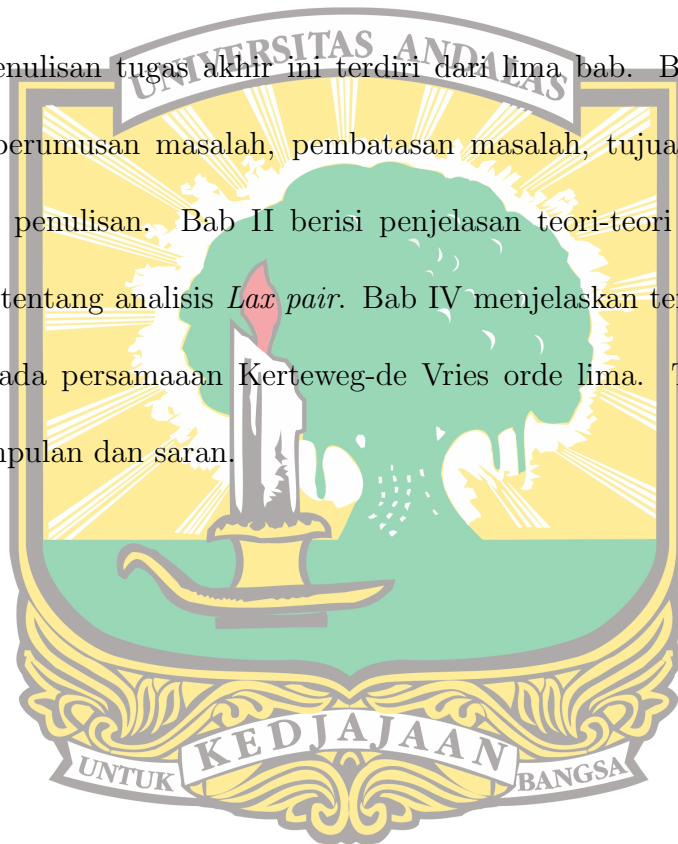 UNIVERSITAS ANDALAS
enulisan tugas akhir ini terdiri dari lima bab. B
perumusan masalah, pembatasan masalah, tujua
penulisan. Bab II berisi penjelasan teori-teori
tentang analisis Lax pair. Bab IV menjelaskan te
ada persamaaan Kerteweg-de Vries orde lima. T
mpulan dan saran.
UNTUK KEDJAJAAN BANGSA